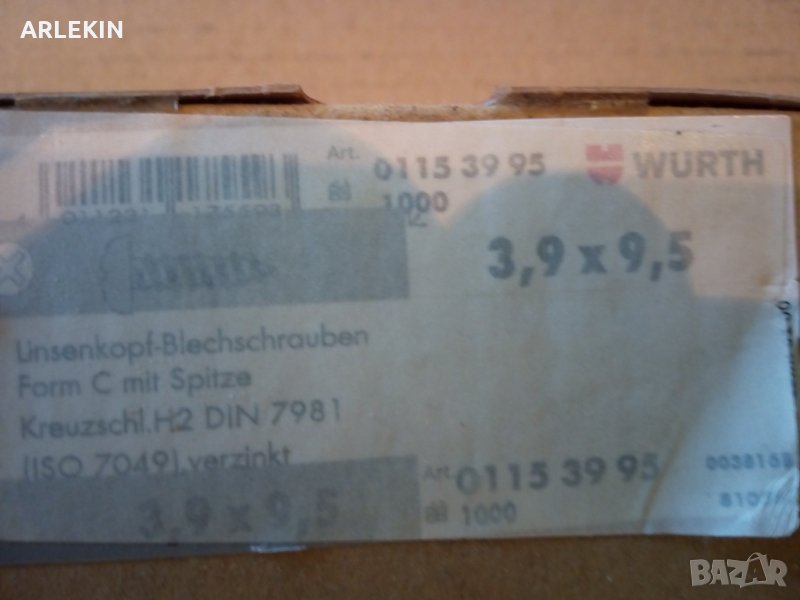 ARLEKIN
Art. 0115 39 95
WÜRTH
1000
3,9 x 9,5
Linsenkopf-Blechschrauben
Form C mit Spitze
Kreuzschl.H2 DIN 7981
(ISO 7049),verzinkt
Art. 0115 39 95
1000
3,9 x 9,5
BAZAR